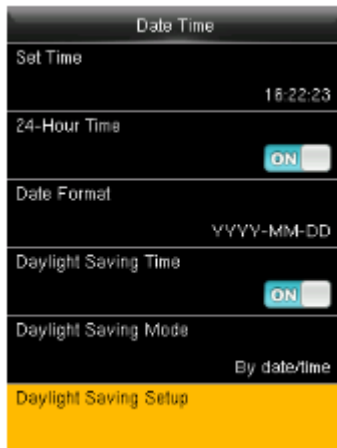 Date Time
Set Time
16:22:23
24-Hour Time
ON
Date Format
YYYY-MM-DD
Daylight Saving Time
ON
Daylight Saving Mode
By date/time
Daylight Saving Setup